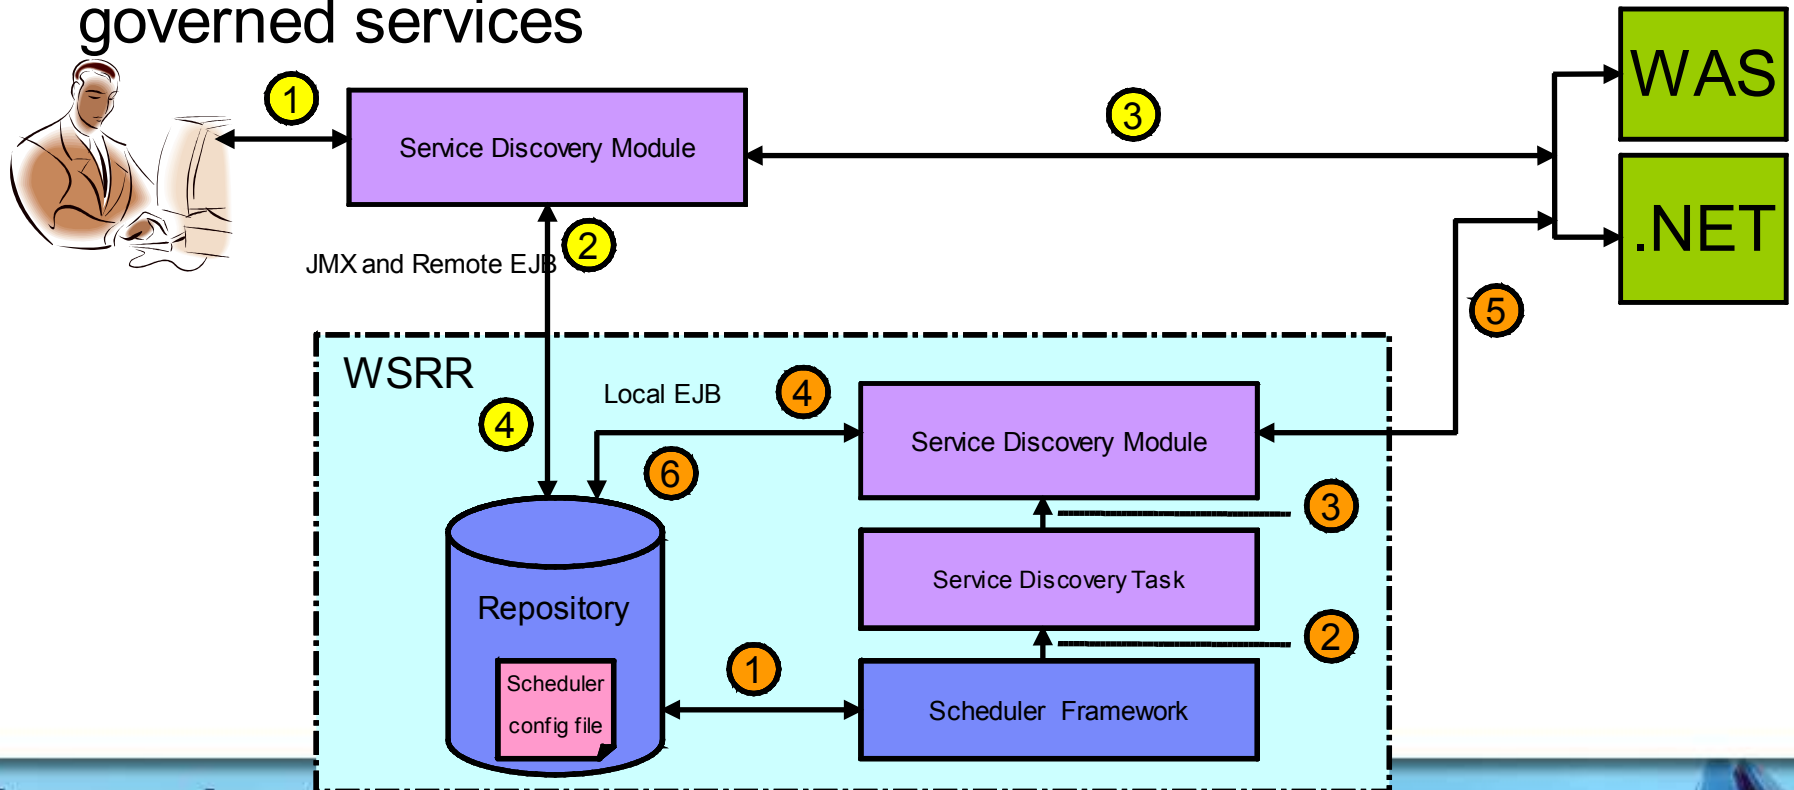 governed services
1
Service Discovery Module
3
WAS
.NET
2
JMX and Remote EJB
5
WSRR
Local EJB
4
4
Service Discovery Module
6
3
Service Discovery Task
Repository
2
1
Scheduler
config file
Scheduler Framework